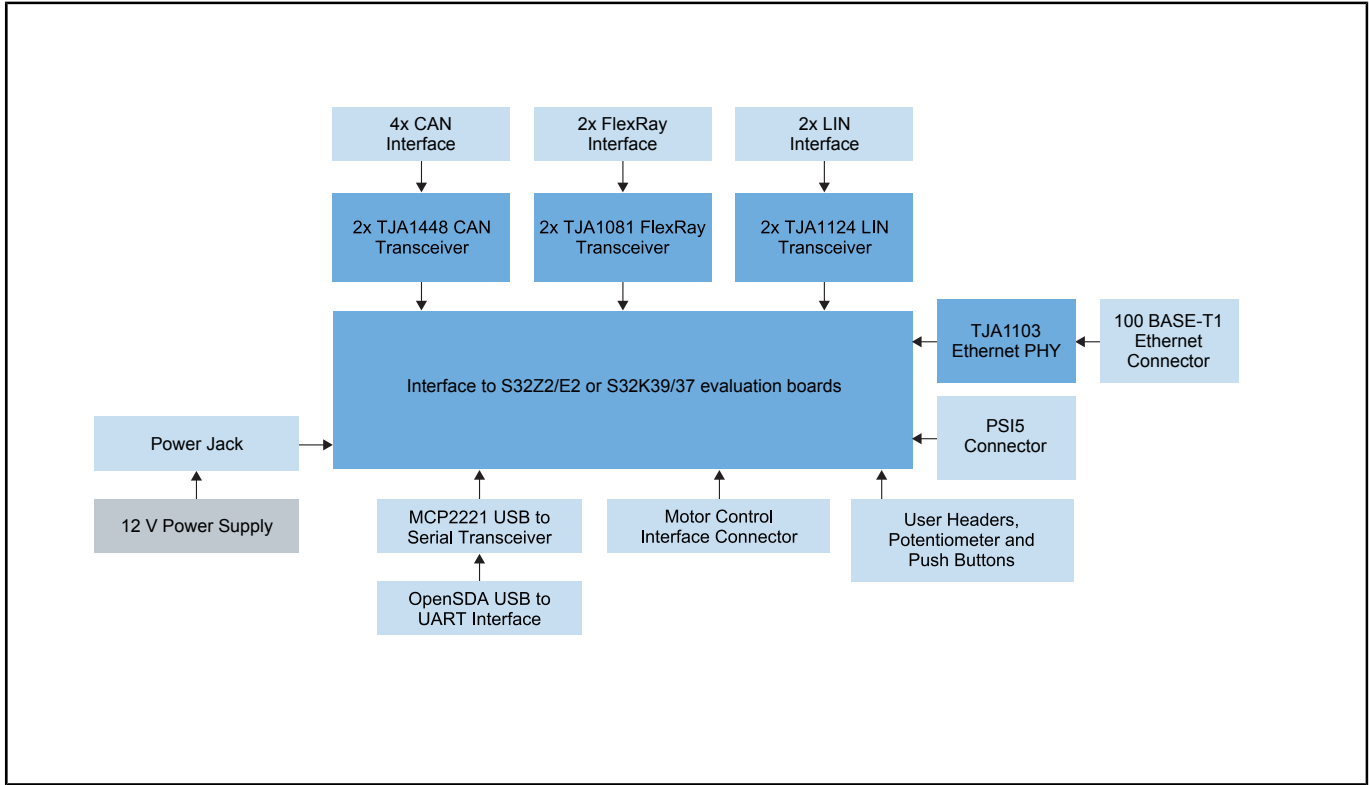 4x CAN
Interface
2x FlexRay
Interface
2x LIN
Interface
2x TJA1448 CAN
Transceiver
2x TJA1081 FlexRay
Transceiver
2x TJA1124 LIN
Transceiver
TJA1103
Ethernet PHY
100 BASE-T1
Ethernet
Connector
Interface to S32Z2/E2 or S32K39/37 evaluation boards
Power Jack
PSI5
Connector
12 V Power Supply
MCP2221 USB to
Serial Transceiver
Motor Control
Interface Connector
User Headers,
Potentiometer and
Push Buttons
OpenSDA USB to
UART Interface